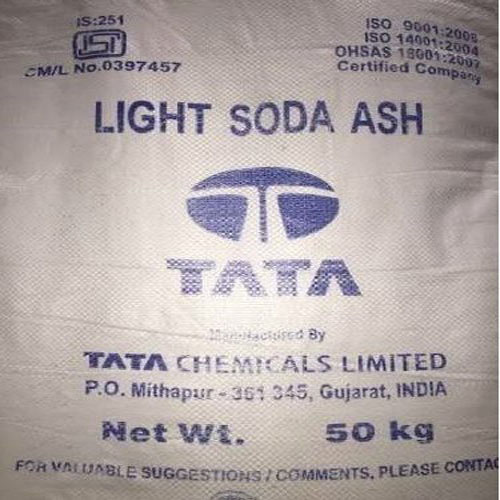 IS:251
ISI
CM/L No.0397457
ISO 9001:2008
ISO 14001:2004
OHSAS 18001:2007
Certified Company
LIGHT SODA ASH
TATA
Manufactured By
TATA CHEMICALS LIMITED
P.O. Mithapur - 361 345, Gujarat, INDIA
Net Wt. 50 kg
FOR VALUABLE SUGGESTIONS / COMMENTS, PLEASE CONTAC